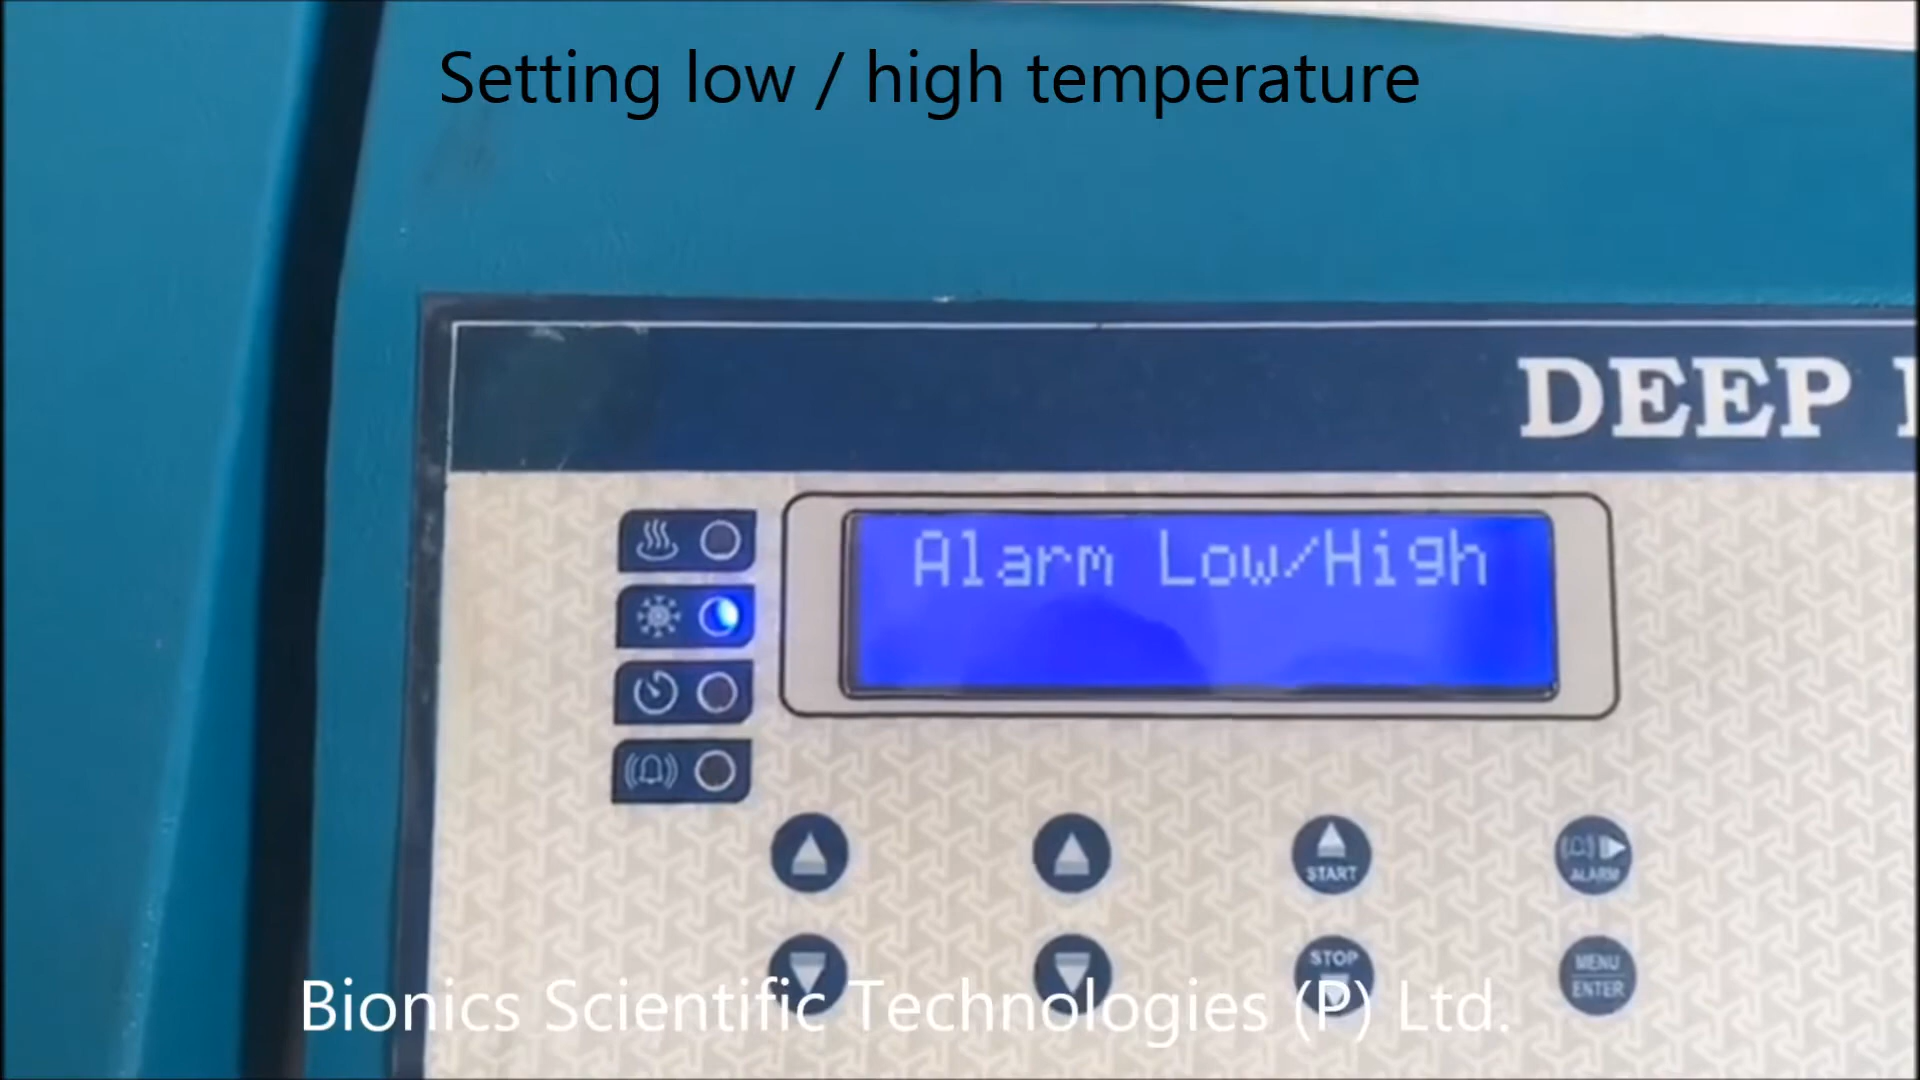 Setting low / high temperature
DEEP
Alarm Low/High
START
ALARM
STOP
MENU
ENTER
Bionics Scientific Technologies (P) Ltd.